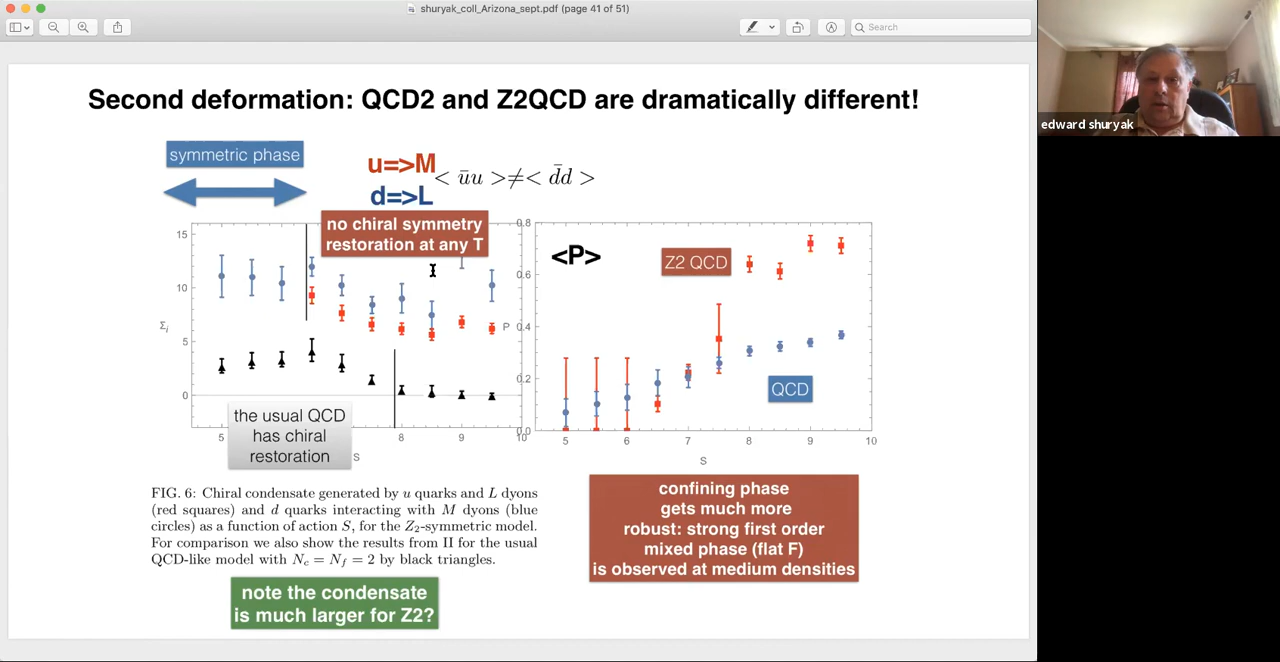 shuryak_coll_Arizona_sept.pdf (page 41 of 51)
Search
edward shuryak
Second deformation: QCD2 and Z2QCD are dramatically different!
symmetric phase
u=>M
d=>L
< ūu >≠< d̄d >
no chiral symmetry
restoration at any T
<P>
Z2 QCD
QCD
15
10
5
0
Σi
5
8
9
10
S
the usual QCD
has chiral
restoration
0.8
0.6
P 0.4
0.2
0.0
5
6
7
8
9
10
S
FIG. 6: Chiral condensate generated by u quarks and L dyons
(red squares) and d quarks interacting with M dyons (blue
circles) as a function of action S, for the Z2-symmetric model.
For comparison we also show the results from II for the usual
QCD-like model with Nc = Nf = 2 by black triangles.
note the condensate
is much larger for Z2?
confining phase
gets much more
robust: strong first order
mixed phase (flat F)
is observed at medium densities